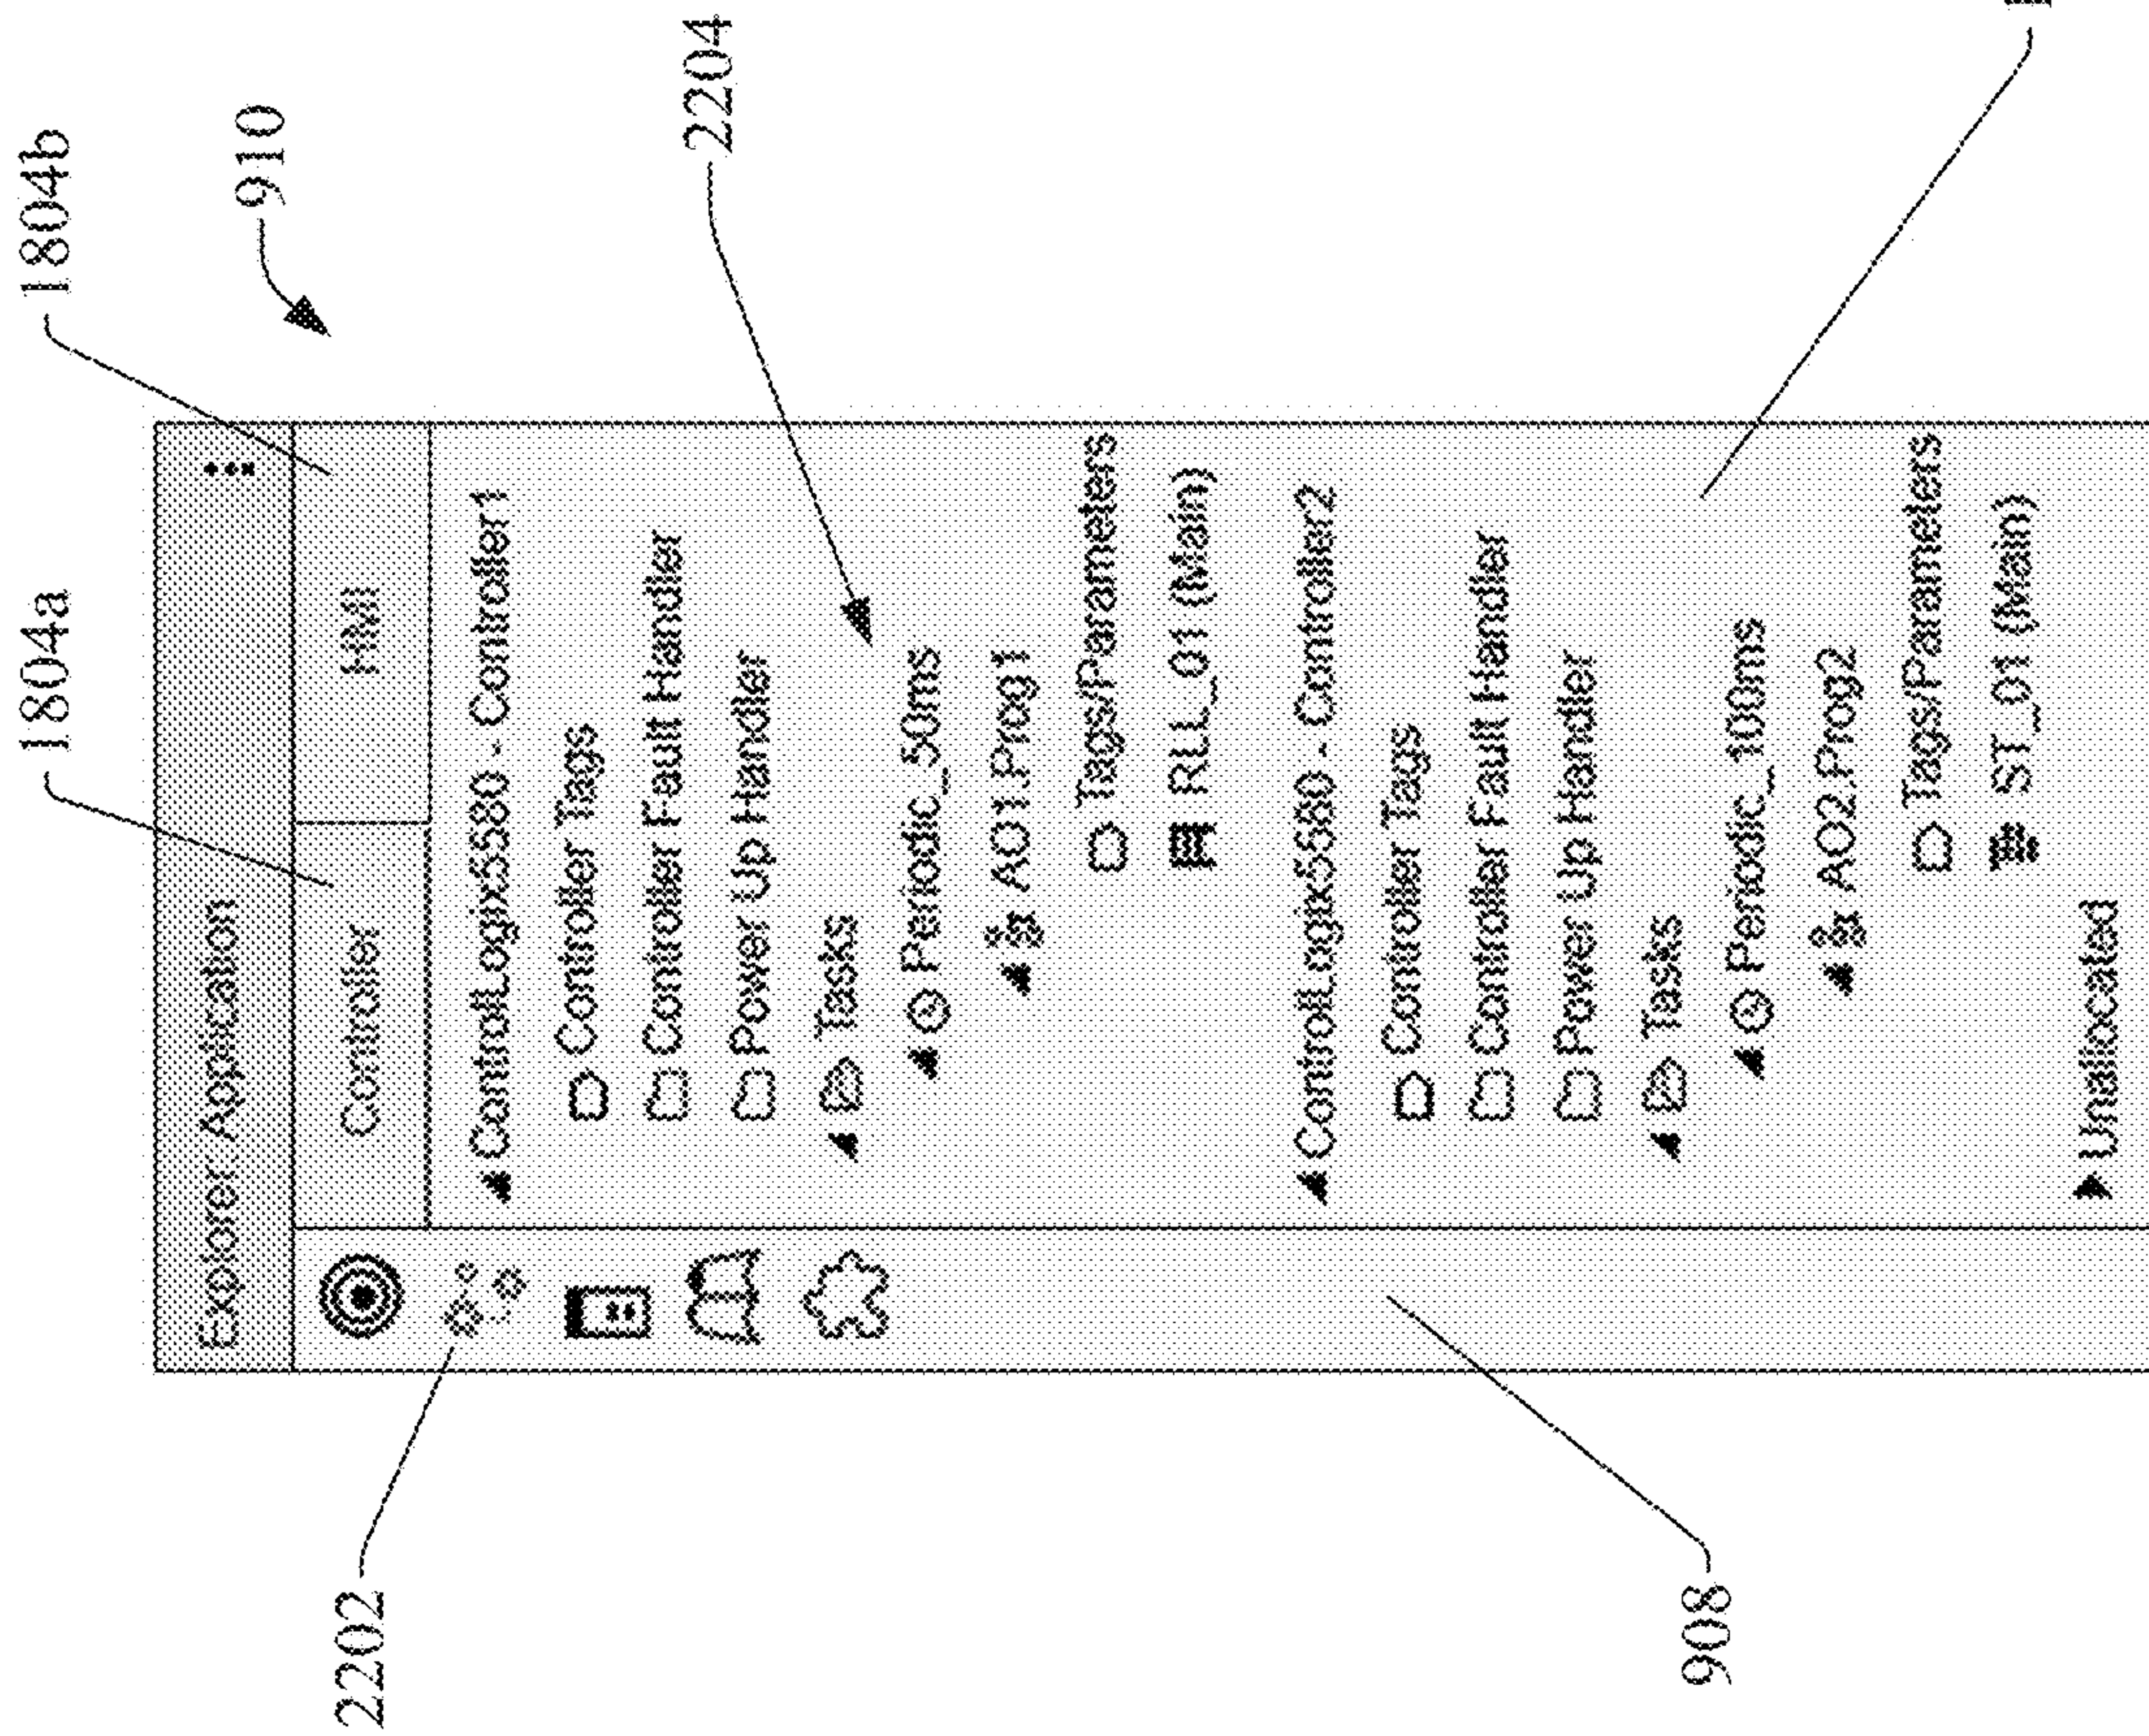 1804a
1804b
910
Explorer Application
Controller
HMI
2202
ControlLogix5580 - Controller1
Controller Tags
Controller Fault Handler
Power Up Handler
2204
Tasks
Periodic_50ms
AO1.Prog1
Tags/Parameters
RLL_01 (Main)
ControlLogix5580 - Controller2
Controller Tags
Controller Fault Handler
Power Up Handler
Tasks
908
Periodic_100ms
AO2.Prog2
Tags/Parameters
ST_01 (Main)
Unallocated